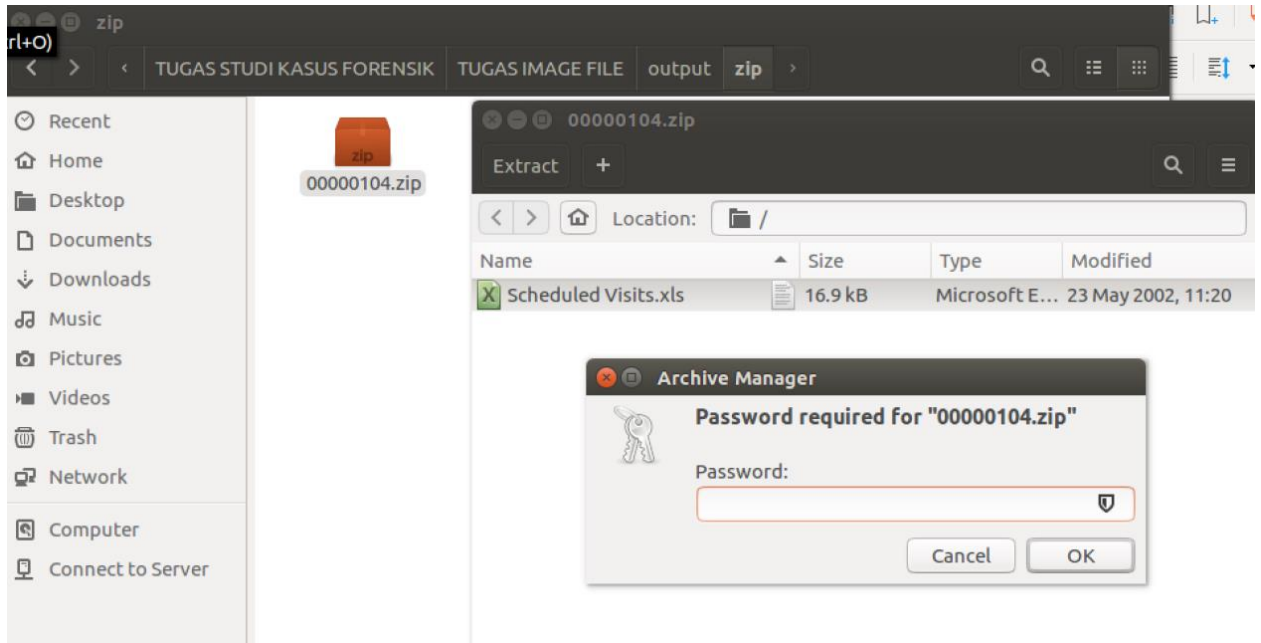 zip
rl+O)
TUGAS STUDI KASUS FORENSIK TUGAS IMAGE FILE output zip
Recent
Home
Desktop
Documents
Downloads
Music
Pictures
Videos
Trash
Network
Computer
Connect to Server
zip
00000104.zip
00000104.zip
Extract +
Location: /
Name Size Type Modified
Scheduled Visits.xls 16.9 kB Microsoft E... 23 May 2002, 11:20
Archive Manager
Password required for "00000104.zip"
Password:
Cancel OK